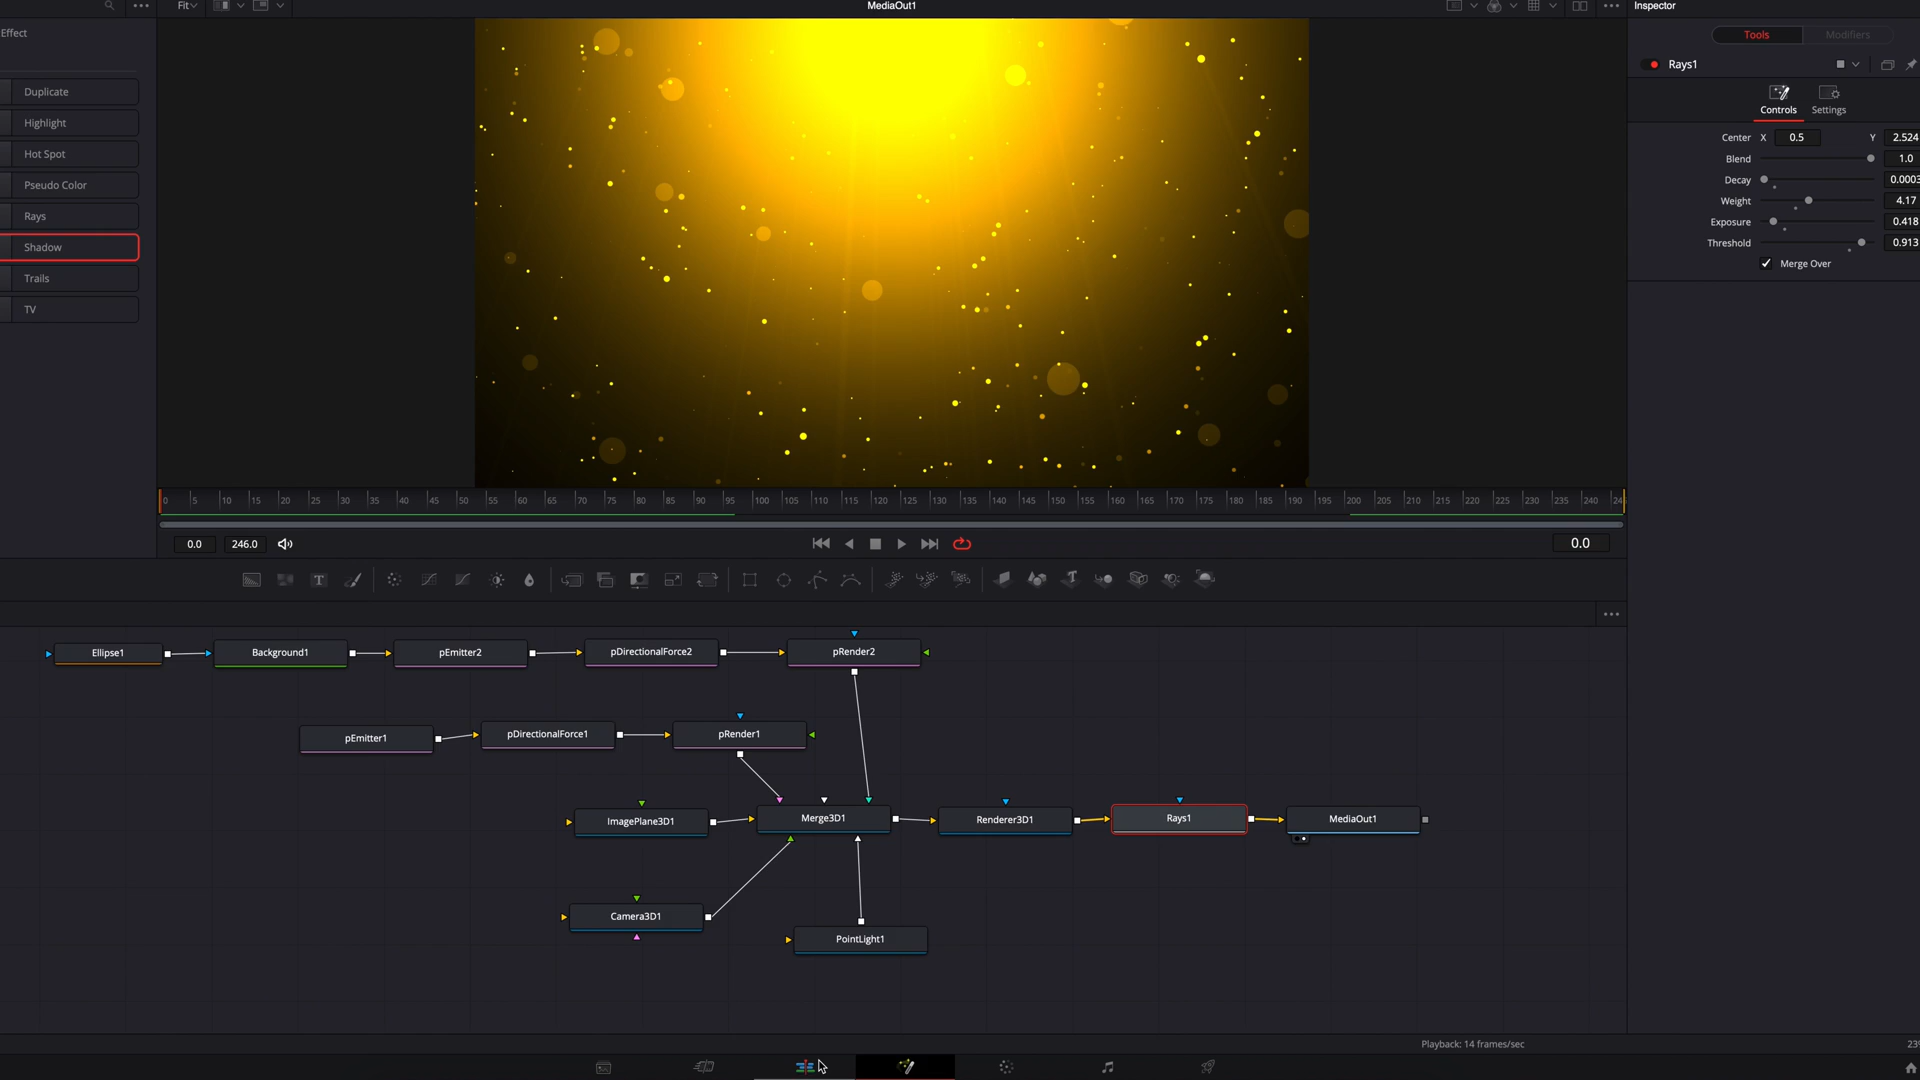 Fit
MediaOut1
Inspector
Effect
Tools
Modifiers
Rays1
Duplicate
Highlight
Hot Spot
Pseudo Color
Rays
Shadow
Trails
TV
Controls
Settings
Center X 0.5 Y 2.524
Blend 1.0
Decay 0.0003
Weight 4.17
Exposure 0.418
Threshold 0.913
Merge Over
0 5 10 15 20 25 30 35 40 45 50 55 60 65 70 75 80 85 90 95 100 105 110 115 120 125 130 135 140 145 150 155 160 165 170 175 180 185 190 195 200 205 210 215 220 225 230 235 240 24
0.0 246.0 0.0
T
Ellipse1 Background1 pEmitter2 pDirectionalForce2 pRender2
pEmitter1 pDirectionalForce1 pRender1
ImagePlane3D1 Merge3D1 Renderer3D1 Rays1 MediaOut1
Camera3D1
PointLight1
Playback: 14 frames/sec
23%